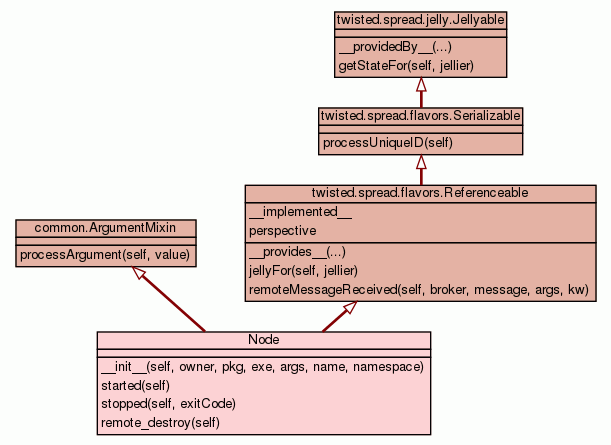 twisted.spread.jelly.Jellyable
__providedBy__(...)
getStateFor(self, jellier)
twisted.spread.flavors.Serializable
processUniqueID(self)
twisted.spread.flavors.Referenceable
__implemented__
perspective
__provides__(...)
jellyFor(self, jellier)
remoteMessageReceived(self, broker, message, args, kw)
common.ArgumentMixin
processArgument(self, value)
Node
__init__(self, owner, pkg, exe, args, name, namespace)
started(self)
stopped(self, exitCode)
remote_destroy(self)